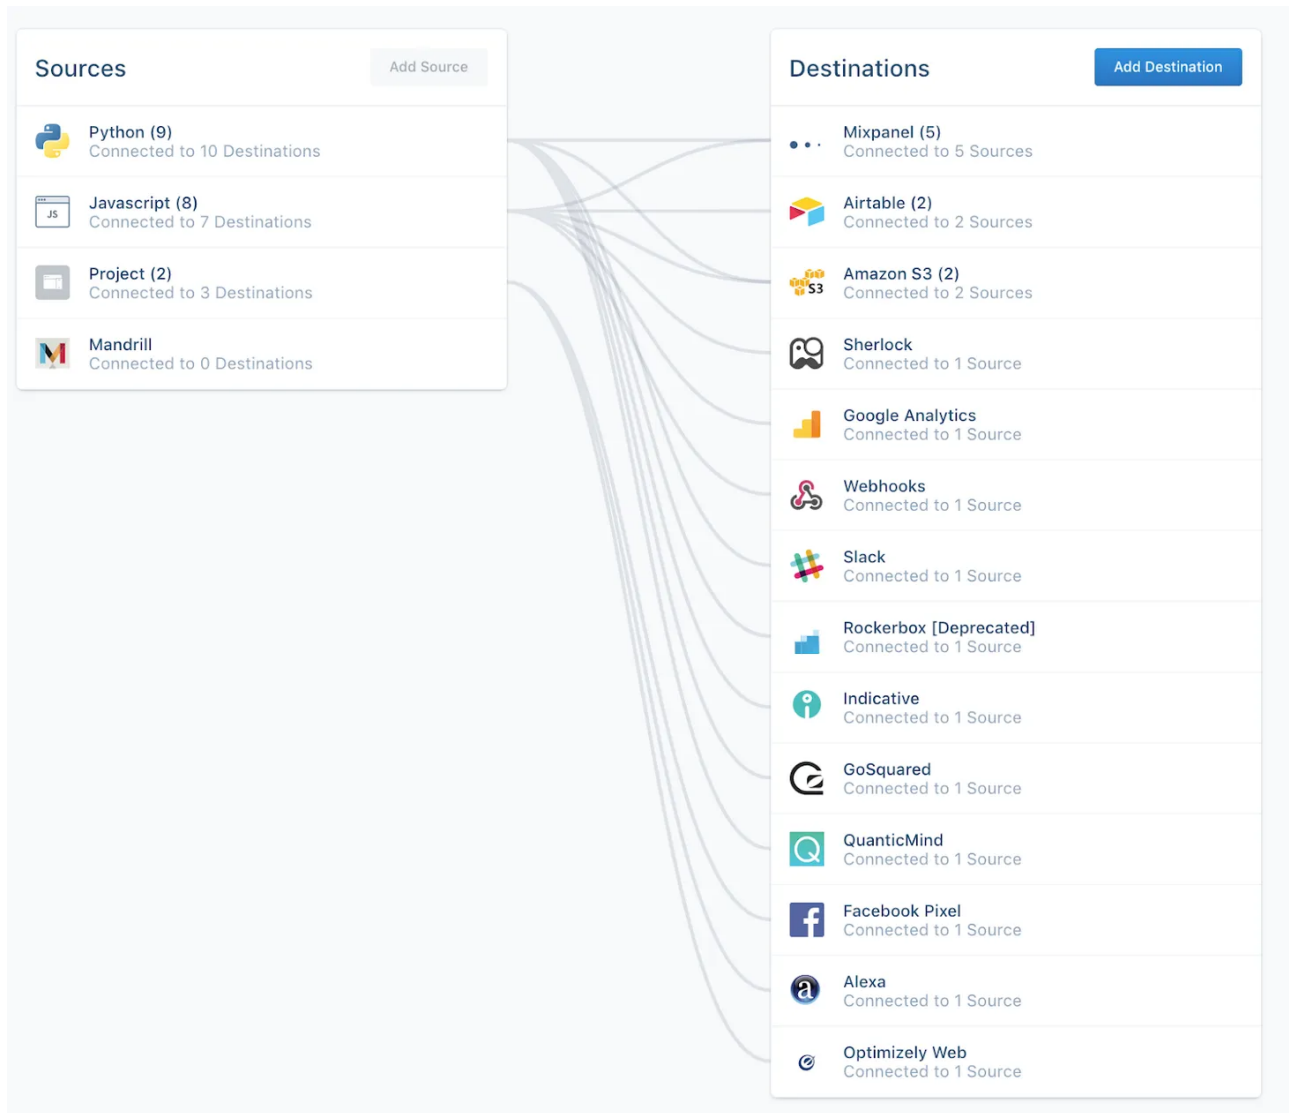 Sources
Add Source
Python (9)
Connected to 10 Destinations
JS
Javascript (8)
Connected to 7 Destinations
Project (2)
Connected to 3 Destinations
Mandrill
Connected to 0 Destinations
Destinations
Add Destination
Mixpanel (5)
Connected to 5 Sources
Airtable (2)
Connected to 2 Sources
S3
Amazon S3 (2)
Connected to 2 Sources
Sherlock
Connected to 1 Source
Google Analytics
Connected to 1 Source
Webhooks
Connected to 1 Source
Slack
Connected to 1 Source
Rockerbox [Deprecated]
Connected to 1 Source
Indicative
Connected to 1 Source
GoSquared
Connected to 1 Source
QuanticMind
Connected to 1 Source
Facebook Pixel
Connected to 1 Source
Alexa
Connected to 1 Source
Optimizely Web
Connected to 1 Source